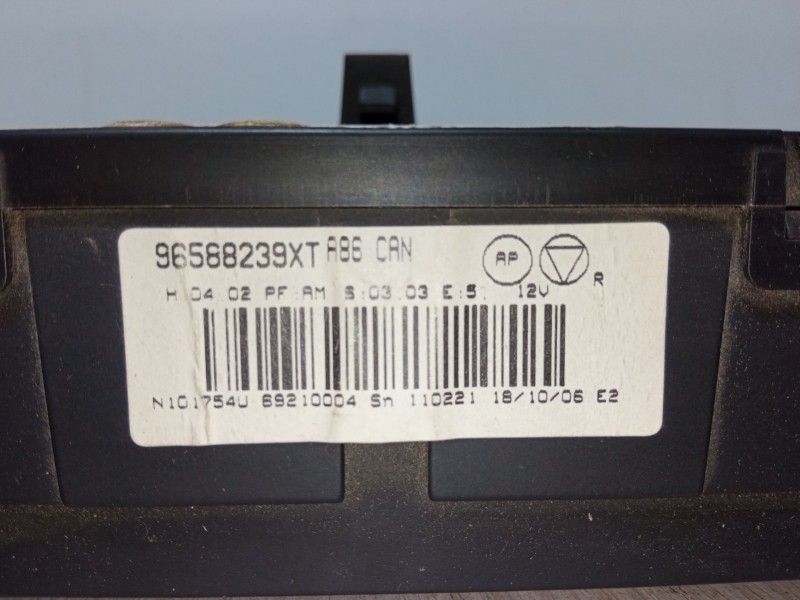 96588239XT A86 CAN
AP
R
H 04 02 PF AM S:03.03 E:5 12V
N101754U 69210004 Sn 110221 18/10/06 E2